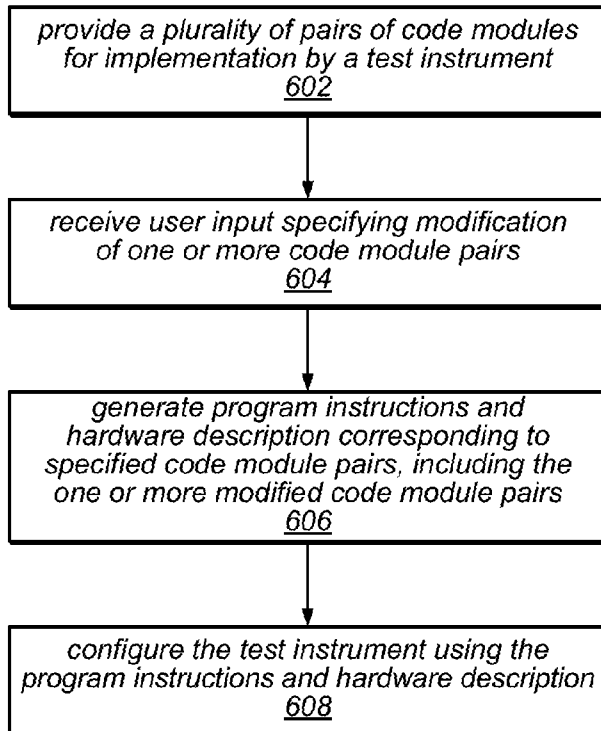 provide a plurality of pairs of code modules
for implementation by a test instrument
602
receive user input specifying modification
of one or more code module pairs
604
generate program instructions and
hardware description corresponding to
specified code module pairs, including the
one or more modified code module pairs
606
configure the test instrument using the
program instructions and hardware description
608